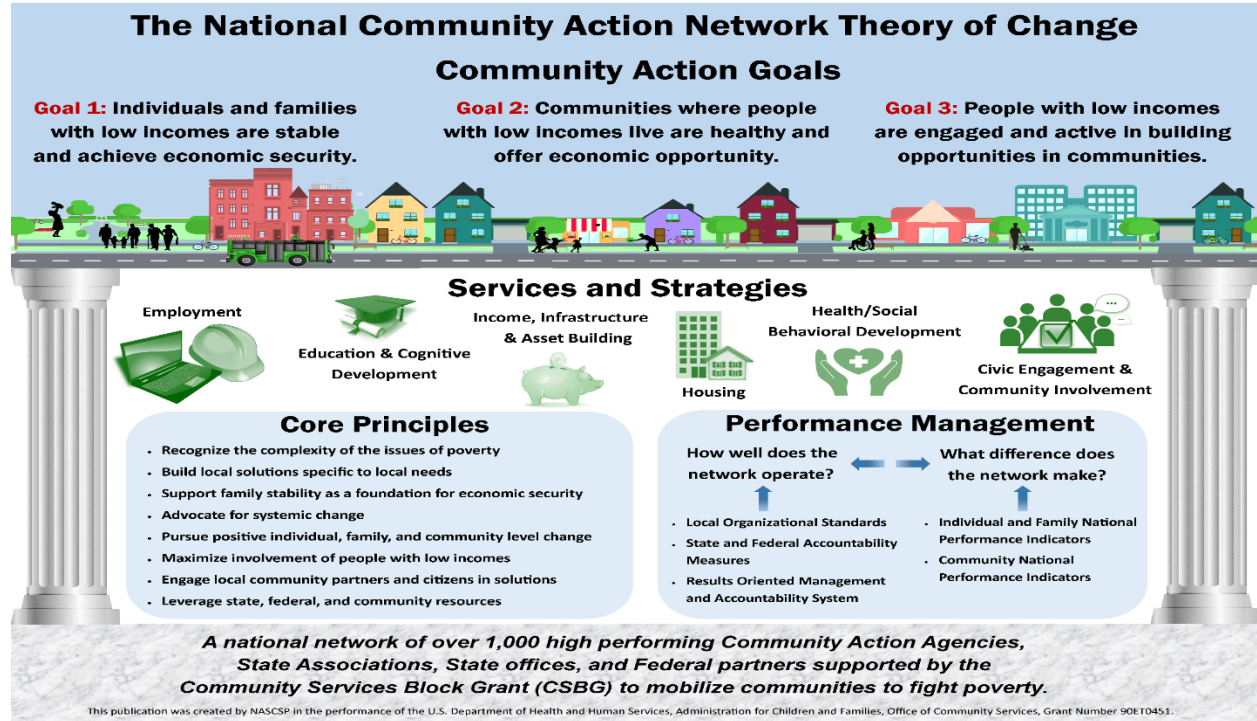 The National Community Action Network Theory of Change
Community Action Goals
Goal 1: Individuals and families
with low incomes are stable
and achieve economic security.
Goal 2: Communities where people
with low incomes live are healthy and
offer economic opportunity.
Goal 3: People with low incomes
are engaged and active in building
opportunities in communities.
Services and Strategies
Employment
Education & Cognitive
Development
Income, Infrastructure
& Asset Building
Housing
Health/Social
Behavioral Development
Civic Engagement &
Community Involvement
Core Principles
• Recognize the complexity of the issues of poverty
• Build local solutions specific to local needs
• Support family stability as a foundation for economic security
• Advocate for systemic change
• Pursue positive individual, family, and community level change
• Maximize involvement of people with low incomes
• Engage local community partners and citizens in solutions
• Leverage state, federal, and community resources
Performance Management
How well does the
network operate?
• Local Organizational Standards
• State and Federal Accountability
Measures
• Results Oriented Management
and Accountability System
What difference does
the network make?
• Individual and Family National
Performance Indicators
• Community National
Performance Indicators
A national network of over 1,000 high performing Community Action Agencies,
State Associations, State offices, and Federal partners supported by the
Community Services Block Grant (CSBG) to mobilize communities to fight poverty.
This publication was created by NASCSP in the performance of the U.S. Department of Health and Human Services, Administration for Children and Families, Office of Community Services, Grant Number 90ET0451.